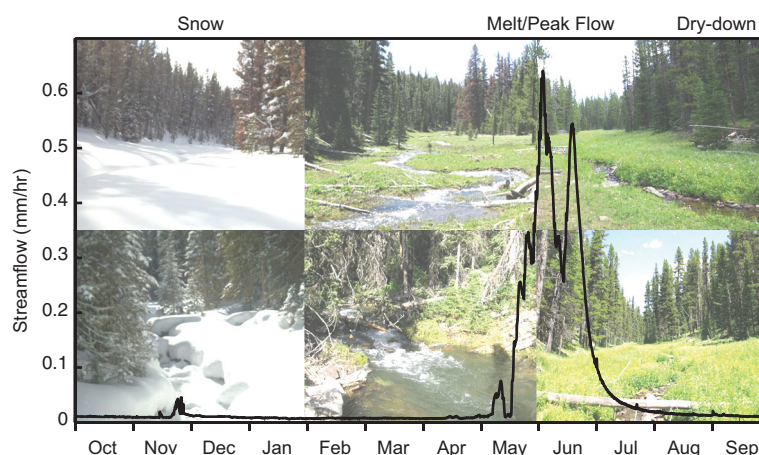 Snow Melt/Peak Flow Dry-down
Streamflow (mm/hr)
0.6
0.5
0.4
0.3
0.2
0.1
0
Oct Nov Dec Jan Feb Mar Apr May Jun Jul Aug Sep